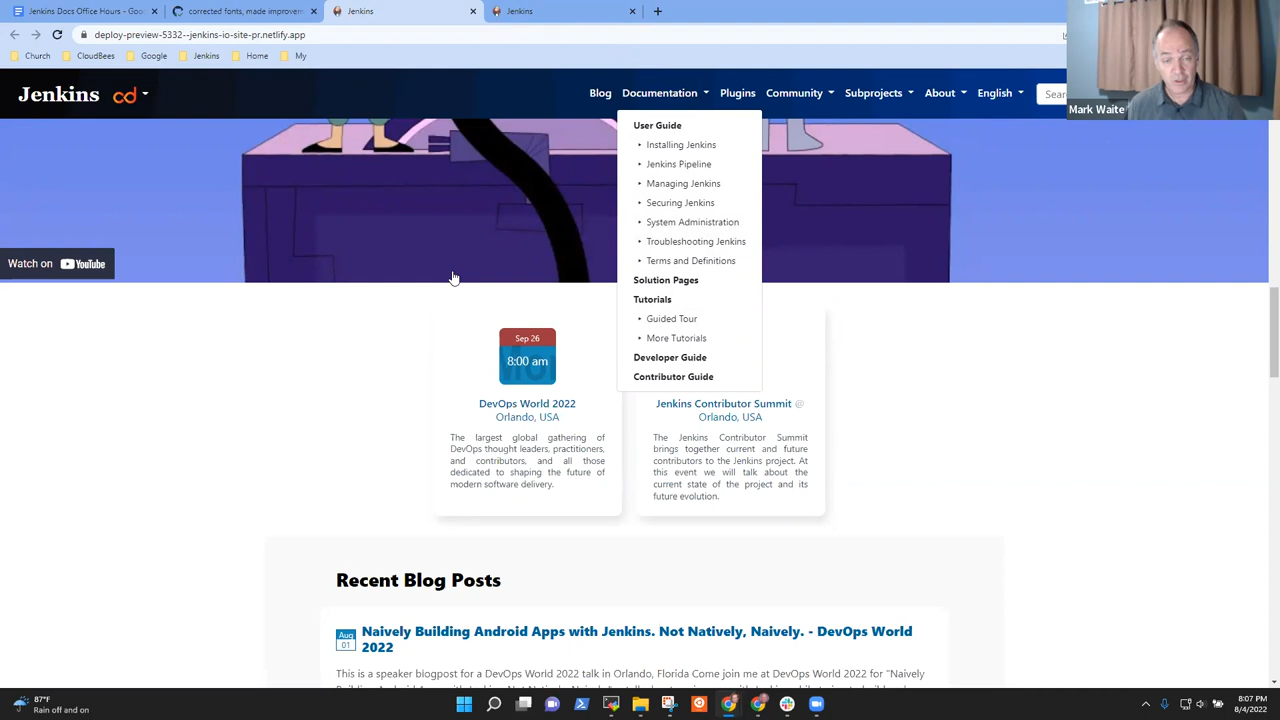 Jenkins Docs Office Hours - Goo
corrected fonts, made improvem
Jenkins
Jenkins
deploy-preview-5332--jenkins-io-site-pr.netlify.app
Church
CloudBees
Google
Jenkins
Home
My
Jenkins cd
Blog
Documentation
Plugins
Community
Subprojects
About
English
Sear
Mark Waite
User Guide
Installing Jenkins
Jenkins Pipeline
Managing Jenkins
Securing Jenkins
System Administration
Troubleshooting Jenkins
Terms and Definitions
Solution Pages
Tutorials
Guided Tour
More Tutorials
Developer Guide
Contributor Guide
Watch on YouTube
Sep 26
8:00 am
DevOps World 2022
Orlando, USA
The largest global gathering of
DevOps thought leaders, practitioners,
and contributors, and all those
dedicated to shaping the future of
modern software delivery.
Jenkins Contributor Summit @
Orlando, USA
The Jenkins Contributor Summit
brings together current and future
contributors to the Jenkins project. At
this event we will talk about the
current state of the project and its
future evolution.
Recent Blog Posts
Aug
01
Naively Building Android Apps with Jenkins. Not Natively, Naively. - DevOps World
2022
This is a speaker blogpost for a DevOps World 2022 talk in Orlando, Florida Come join me at DevOps World 2022 for "Naively
87°F
Rain off and on
8:07 PM
8/4/2022